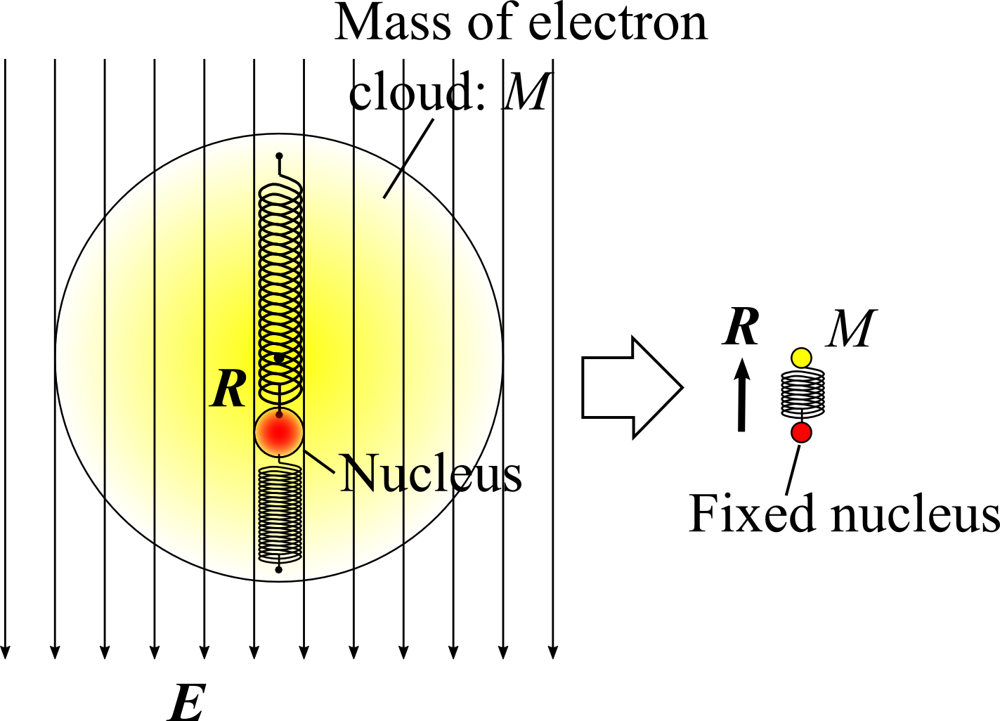 Mass of electron
cloud: M
R
Nucleus
E
R
M
Fixed nucleus